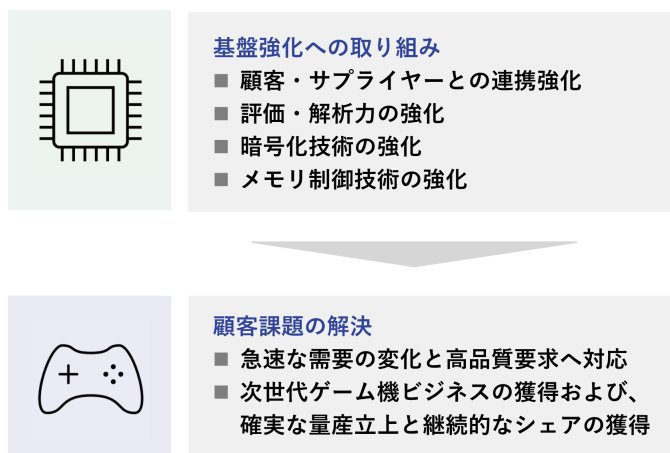 基盤強化への取り組み
■ 顧客・サプライヤーとの連携強化
■ 評価・解析力の強化
■ 暗号化技術の強化
■ メモリ制御技術の強化
顧客課題の解決
■ 急速な需要の変化と高品質要求へ対応
■ 次世代ゲーム機ビジネスの獲得および、
確実な量産立上と継続的なシェアの獲得